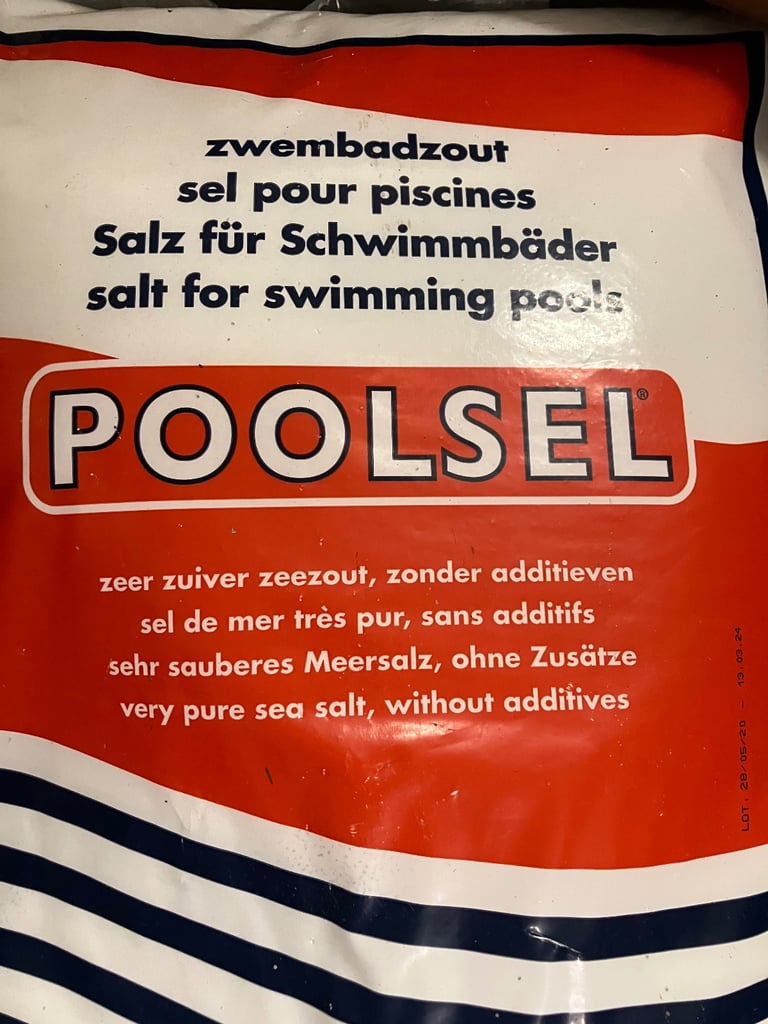 zwembadzout
sel pour piscines
Salz für Schwimmbäder
salt for swimming pools
POOLSEL®
zeer zuiver zeezout, zonder additieven
sel de mer très pur, sans additifs
sehr sauberes Meersalz, ohne Zusätze
very pure sea salt, without additives
LOT: 28/05/20 - 13:03:24